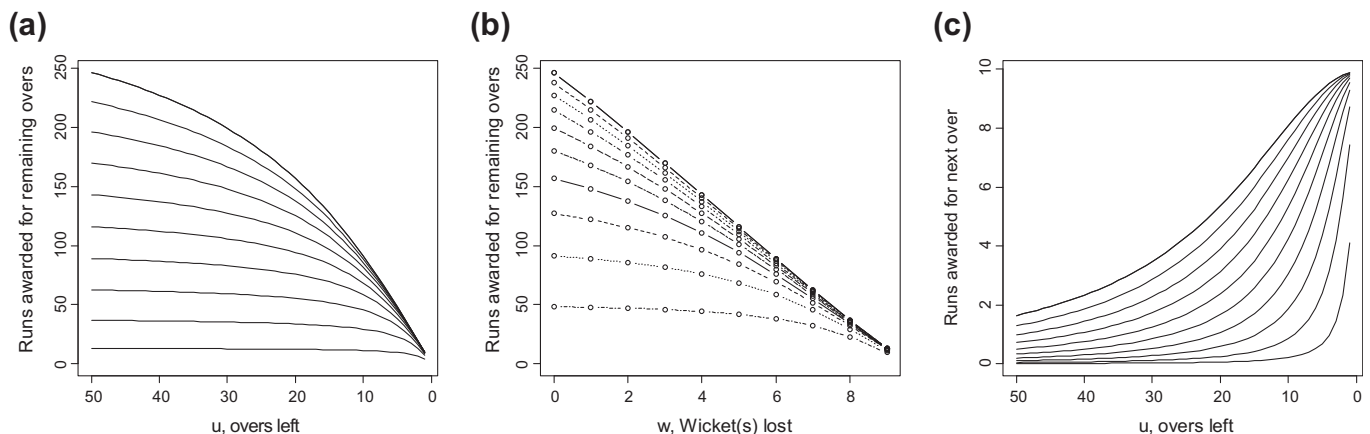 (a)
Runs awarded for remaining overs
250
200
150
100
50
0
50 40 30 20 10 0
u, overs left
(b)
Runs awarded for remaining overs
250
200
150
100
50
0
0 2 4 6 8
w, Wicket(s) lost
(c)
Runs awarded for next over
10
8
6
4
2
0
50 40 30 20 10 0
u, overs left